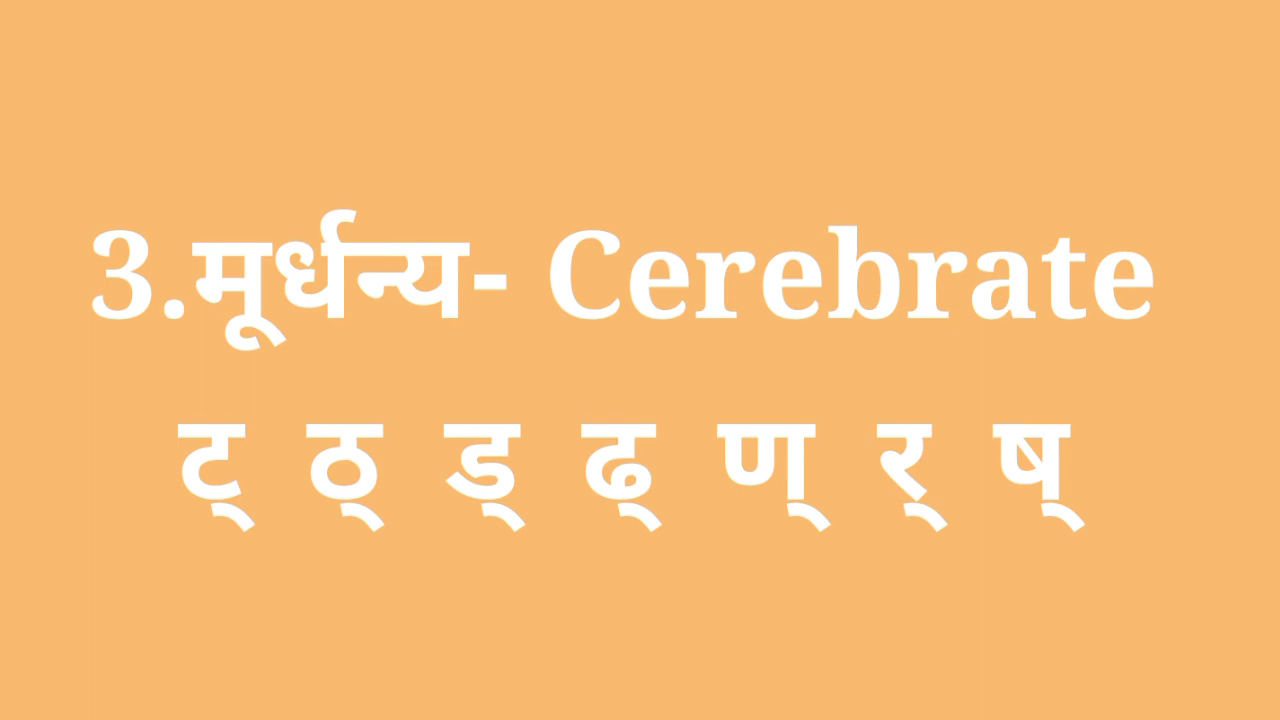 3.मूर्धन्य- Cerebrate
ट् ठ् ड् ढ् ण् र् ष्